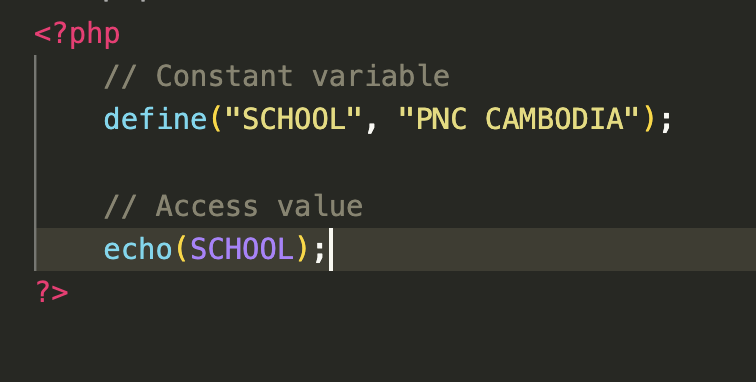 <?php
// Constant variable
define("SCHOOL", "PNC CAMBODIA");
// Access value
echo(SCHOOL);
?>